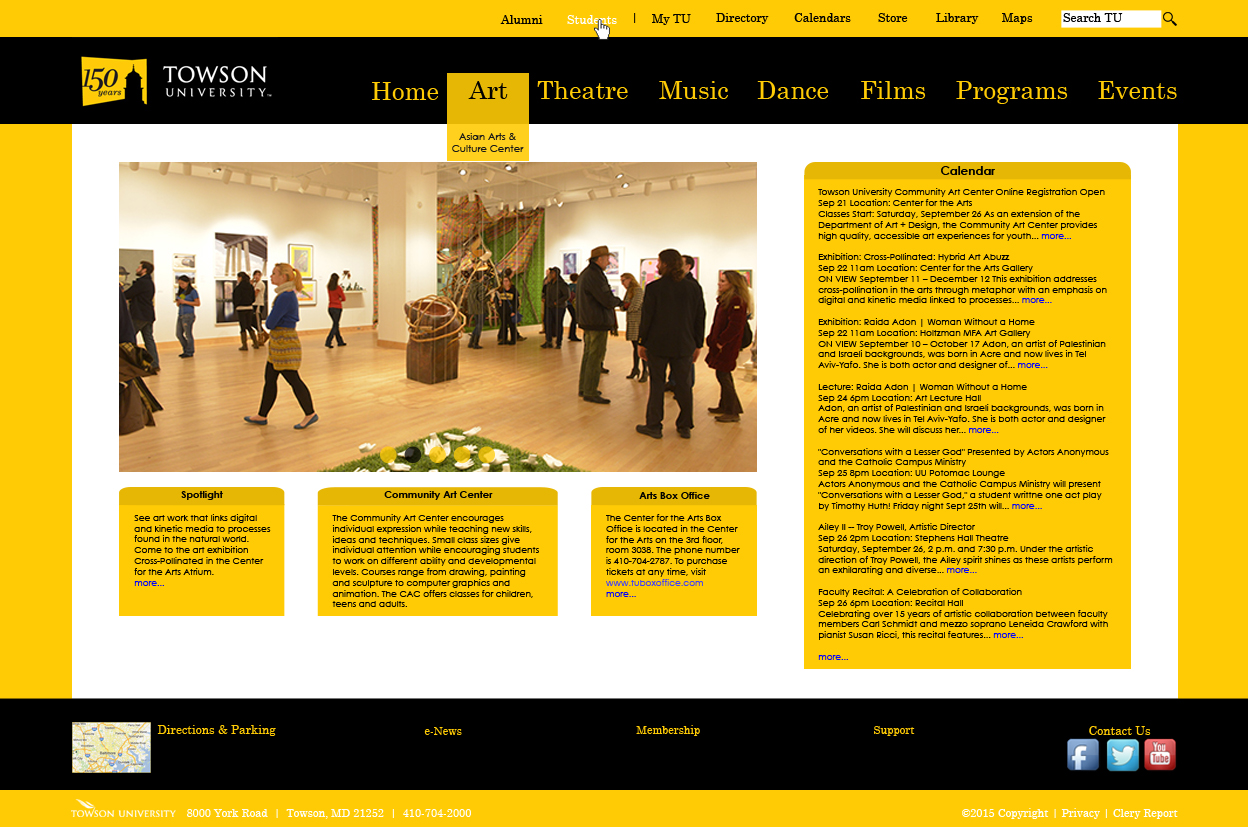 Alumni Students | My TU Directory Calendars Store Library Maps Search TU
150 years
TOWSON
UNIVERSITY™
Home Art Theatre Music Dance Films Programs Events
Asian Arts &
Culture Center
Spotlight
See art work that links digital
and kinetic media to processes
found in the natural world.
Come to the art exhibition
Cross-Pollinated in the Center
for the Arts Atrium.
more...
Community Art Center
The Community Art Center encourages
individual expression while teaching new skills,
ideas and techniques. Small class sizes give
individual attention while encouraging students
to work on different ability and developmental
levels. Courses range from drawing, painting
and sculpture to computer graphics and
animation. The CAC offers classes for children,
teens and adults.
Arts Box Office
The Center for the Arts Box
Office is located in the Center
for the Arts on the 3rd floor,
room 3038. The phone number
is 410-704-2787. To purchase
tickets at any time, visit
www.tuboxoffice.com
more...
Calendar
Towson University Community Art Center Online Registration Open
Sep 21 Location: Center for the Arts
Classes Start: Saturday, September 26 As an extension of the
Department of Art + Design, the Community Art Center provides
high quality, accessible art experiences for youth... more...
Exhibition: Cross-Pollinated: Hybrid Art Abuzz
Sep 22 11am Location: Center for the Arts Gallery
ON VIEW September 11 – December 12 This exhibition addresses
cross-pollination in the arts through metaphor with an emphasis on
digital and kinetic media linked to processes... more...
Exhibition: Raida Adon | Woman Without a Home
Sep 22 11am Location: Holtzman MFA Art Gallery
ON VIEW September 10 – October 17 Adon, an artist of Palestinian
and Israeli backgrounds, was born in Acre and now lives in Tel
Aviv-Yafo. She is both actor and designer of... more...
Lecture: Raida Adon | Woman Without a Home
Sep 24 6pm Location: Art Lecture Hall
Adon, an artist of Palestinian and Israeli backgrounds, was born in
Acre and now lives in Tel Aviv-Yafo. She is both actor and designer
of her videos. She will discuss her... more...
"Conversations with a Lesser God" Presented by Actors Anonymous
and the Catholic Campus Ministry
Sep 25 8pm Location: UU Potomac Lounge
Actors Anonymous and the Catholic Campus Ministry will present
"Conversations with a Lesser God," a student writtne one act play
by Timothy Huth! Friday night Sept 25th will... more...
Ailey II -- Troy Powell, Artistic Director
Sep 26 2pm Location: Stephens Hall Theatre
Saturday, September 26, 2 p.m. and 7:30 p.m. Under the artistic
direction of Troy Powell, the Ailey spirit shines as these artists perform
an exhilarating and diverse... more...
Faculty Recital: A Celebration of Collaboration
Sep 26 6pm Location: Recital Hall
Celebrating over 15 years of artistic collaboration between faculty
members Carl Schmidt and mezzo soprano Leneida Crawford with
pianist Susan Ricci, this recital features... more...
more...
Directions & Parking e-News Membership Support Contact Us
You
Tube
TOWSON UNIVERSITY 8000 York Road | Towson, MD 21252 | 410-704-2000 ©2015 Copyright | Privacy | Clery Report